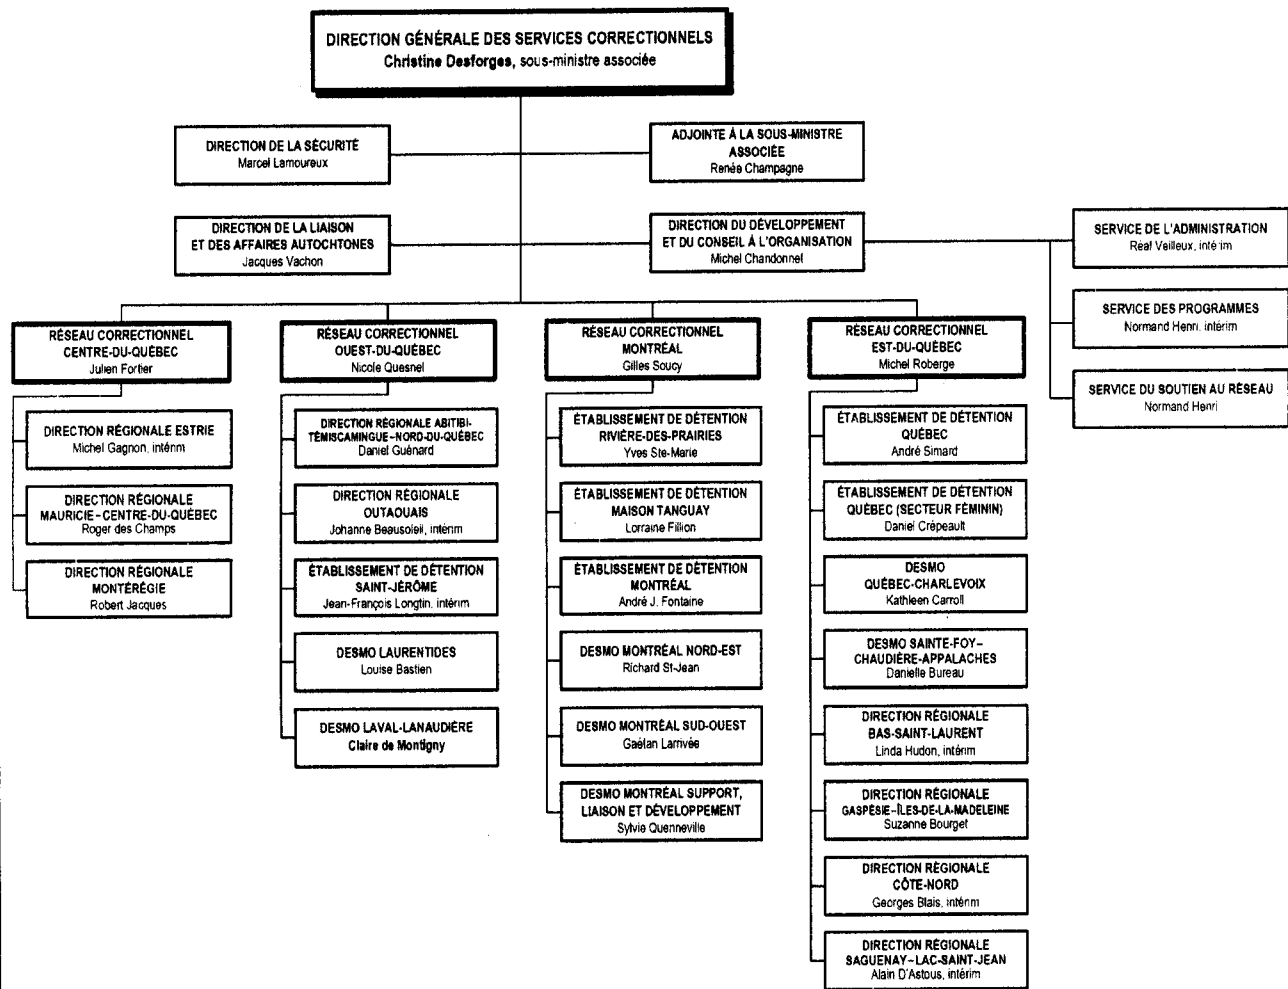 DIRECTION GÉNÉRALE DES SERVICES CORRECTIONNELS
Christine Desforges, sous-ministre associée
DIRECTION DE LA SÉCURITÉ
Marcel Lamoureux
ADJOINTE À LA SOUS-MINISTRE
ASSOCIÉE
Renée Champagne
DIRECTION DE LA LIAISON
ET DES AFFAIRES AUTOCHTONES
Jacques Vachon
DIRECTION DU DÉVELOPPEMENT
ET DU CONSEIL À L'ORGANISATION
Michel Chandonnet
SERVICE DE L'ADMINISTRATION
Réal Veilleux, intérim
SERVICE DES PROGRAMMES
Normand Henri, intérim
SERVICE DU SOUTIEN AU RÉSEAU
Normand Henri
RÉSEAU CORRECTIONNEL
CENTRE-DU-QUÉBEC
Julien Fortier
DIRECTION RÉGIONALE ESTRIE
Michel Gagnon, intérim
DIRECTION RÉGIONALE
MAURICIE–CENTRE-DU-QUÉBEC
Roger des Champs
DIRECTION RÉGIONALE
MONTÉRÉGIE
Robert Jacques
RÉSEAU CORRECTIONNEL
OUEST-DU-QUÉBEC
Nicole Quesnel
DIRECTION RÉGIONALE ABITIBI-
TÉMISCAMINGUE–NORD-DU-QUÉBEC
Daniel Guénard
DIRECTION RÉGIONALE
OUTAOUAIS
Johanne Beausoleil, intérim
ÉTABLISSEMENT DE DÉTENTION
SAINT-JÉRÔME
Jean-François Longtin, intérim
DESMO LAURENTIDES
Louise Bastien
DESMO LAVAL-LANAUDIÈRE
Claire de Montigny
RÉSEAU CORRECTIONNEL
MONTRÉAL
Gilles Soucy
ÉTABLISSEMENT DE DÉTENTION
RIVIÈRE-DES-PRAIRIES
Yves Ste-Marie
ÉTABLISSEMENT DE DÉTENTION
MAISON TANGUAY
Lorraine Fillion
ÉTABLISSEMENT DE DÉTENTION
MONTRÉAL
André J. Fontaine
DESMO MONTRÉAL NORD-EST
Richard St-Jean
DESMO MONTRÉAL SUD-OUEST
Gaétan Larrivée
DESMO MONTRÉAL SUPPORT,
LIAISON ET DÉVELOPPEMENT
Sylvie Quenneville
RÉSEAU CORRECTIONNEL
EST-DU-QUÉBEC
Michel Roberge
ÉTABLISSEMENT DE DÉTENTION
QUÉBEC
André Simard
ÉTABLISSEMENT DE DÉTENTION
QUÉBEC (SECTEUR FÉMININ)
Daniel Crépeault
DESMO
QUÉBEC-CHARLEVOIX
Kathleen Carroll
DESMO SAINTE-FOY–
CHAUDIÈRE-APPALACHES
Danielle Bureau
DIRECTION RÉGIONALE
BAS-SAINT-LAURENT
Linda Hudon, intérim
DIRECTION RÉGIONALE
GASPÉSIE–ÎLES-DE-LA-MADELEINE
Suzanne Bourget
DIRECTION RÉGIONALE
CÔTE-NORD
Georges Blais, intérim
DIRECTION RÉGIONALE
SAGUENAY–LAC-SAINT-JEAN
Alain D'Astous, intérim